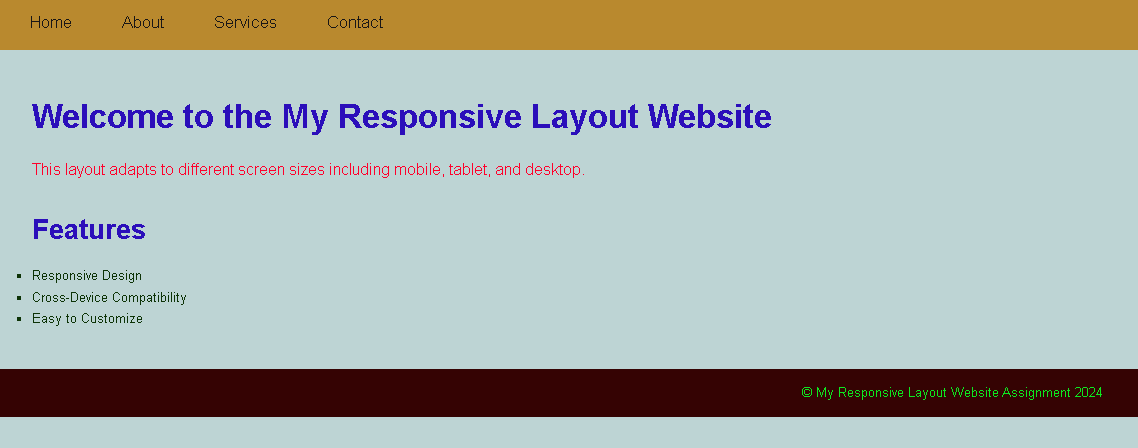 Home About Services Contact
Welcome to the My Responsive Layout Website
This layout adapts to different screen sizes including mobile, tablet, and desktop.
Features
Responsive Design
Cross-Device Compatibility
Easy to Customize
© My Responsive Layout Website Assignment 2024